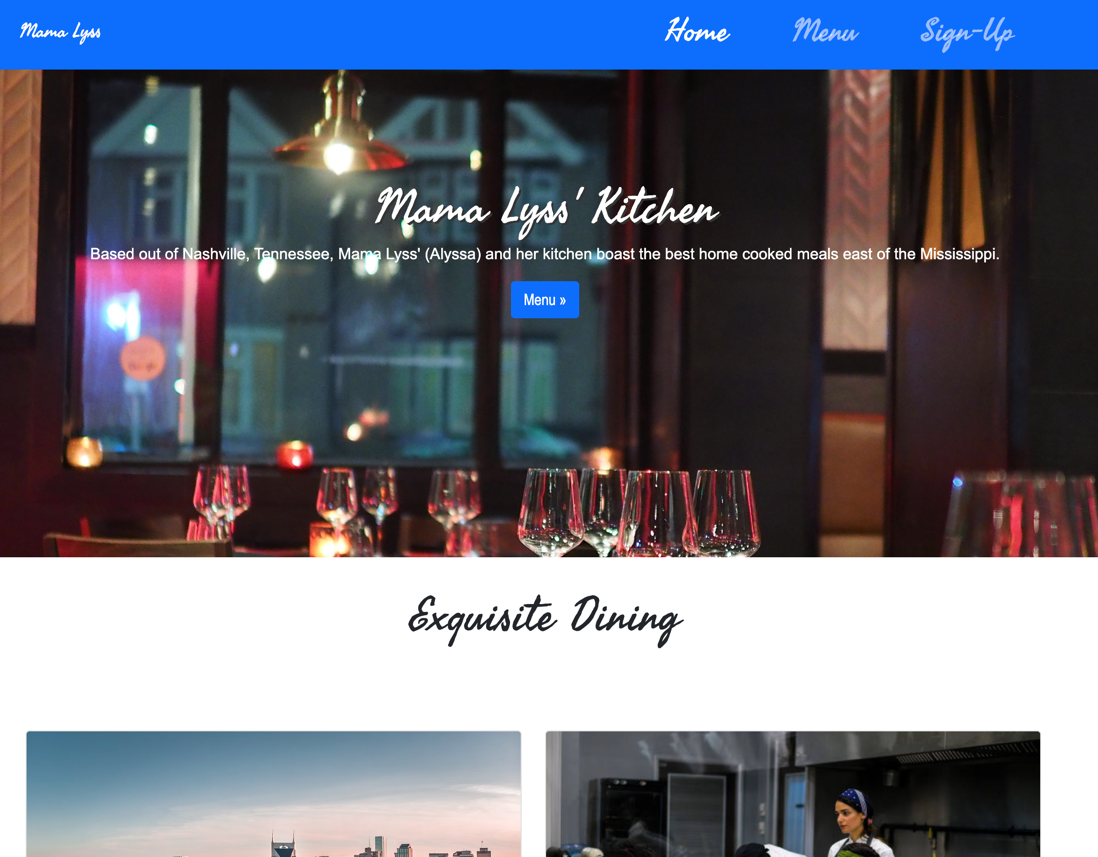 Mama Lyss
Home Menu Sign-Up
Mama Lyss' Kitchen
Based out of Nashville, Tennessee, Mama Lyss' (Alyssa) and her kitchen boast the best home cooked meals east of the Mississippi.
Menu »
Exquisite Dining